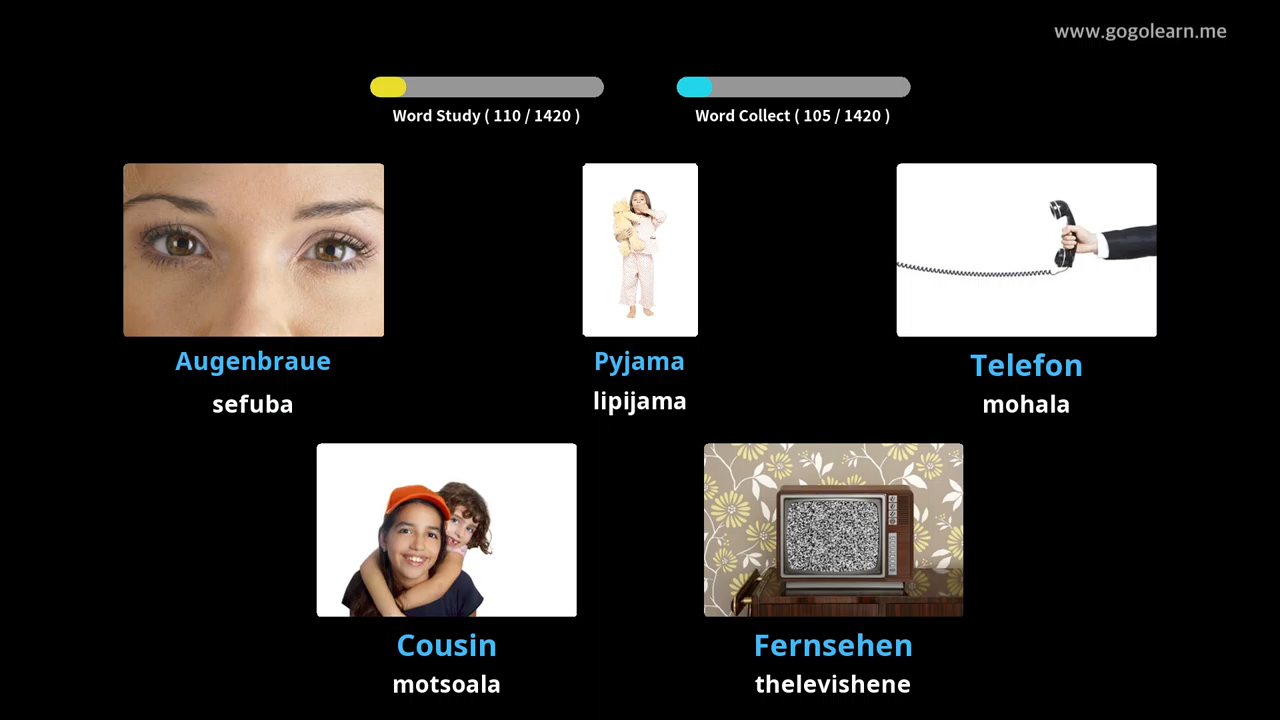 www.gogolearn.me
Word Study ( 110 / 1420 )
Word Collect ( 105 / 1420 )
Augenbraue
sefuba
Pyjama
lipijama
Telefon
mohala
Cousin
motsoala
Fernsehen
thelevishene